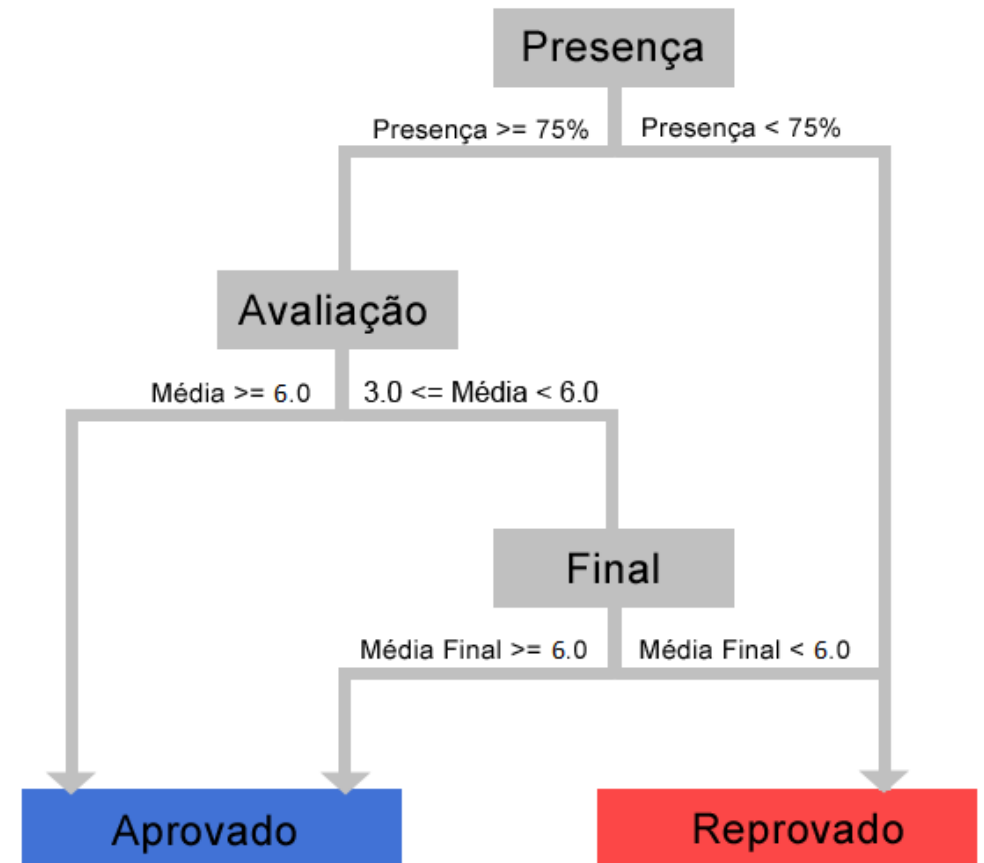 Presença
Presença >= 75%
Presença < 75%
Avaliação
Média >= 6.0
3.0 <= Média < 6.0
Final
Média Final >= 6.0
Média Final < 6.0
Aprovado
Reprovado